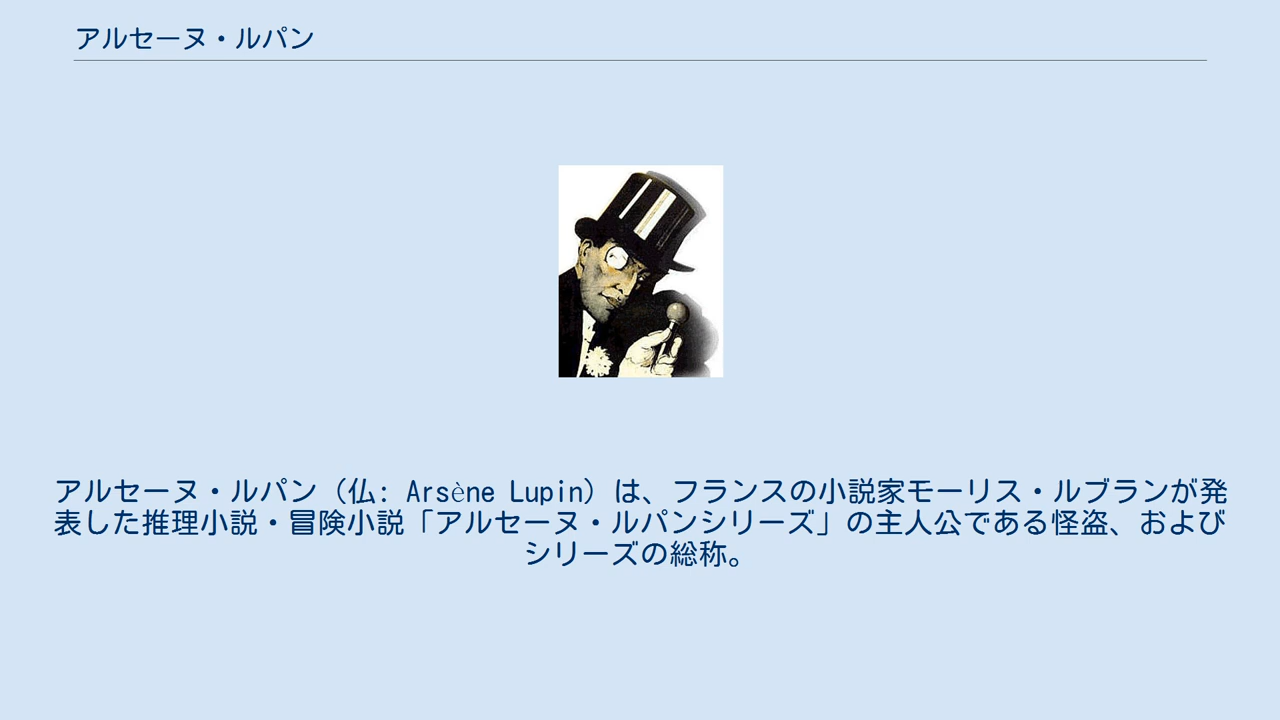 アルセーヌ・ルパン
アルセーヌ・ルパン（仏: Arsène Lupin）は、フランスの小説家モーリス・ルブランが発
表した推理小説・冒険小説「アルセーヌ・ルパンシリーズ」の主人公である怪盗、および
シリーズの総称。